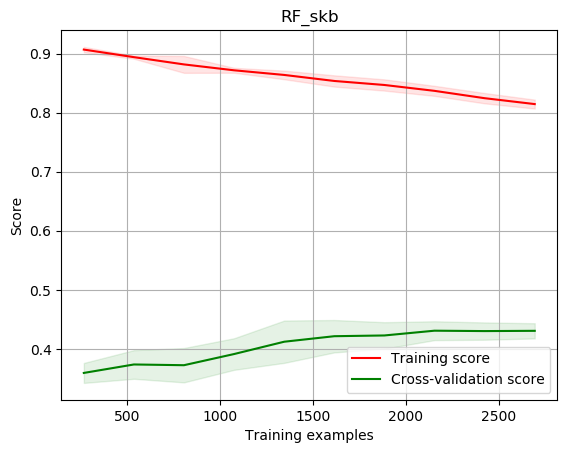 RF_skb
Score
0.9
0.8
0.7
0.6
0.5
0.4
500
1000
1500
2000
2500
Training examples
Training score
Cross-validation score